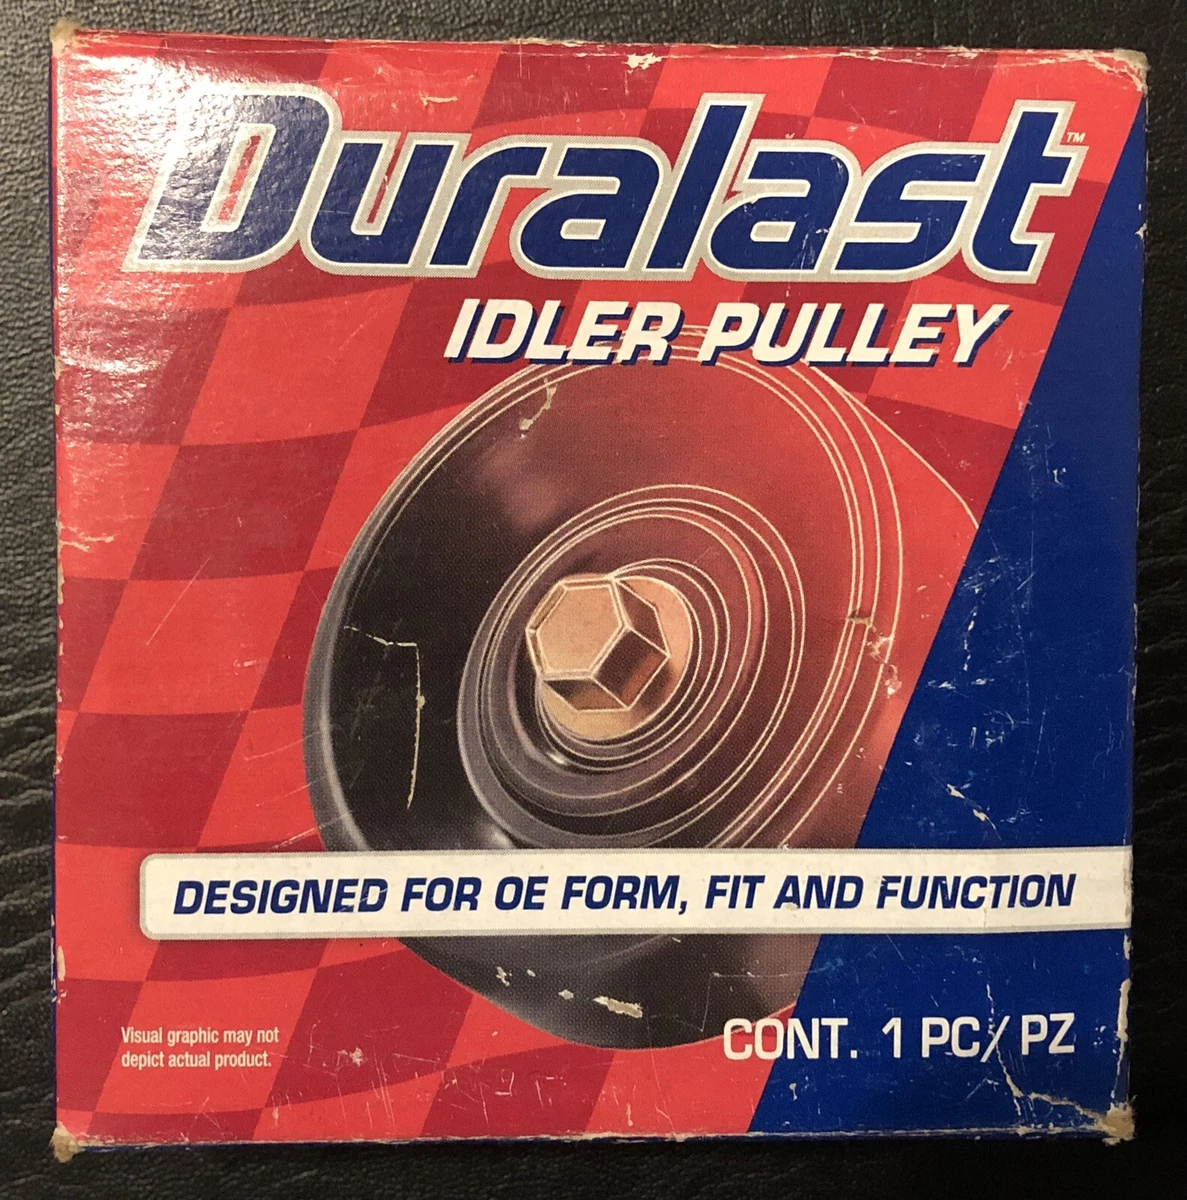 Duralast™
IDLER PULLEY
DESIGNED FOR OE FORM, FIT AND FUNCTION
Visual graphic may not
depict actual product.
CONT. 1 PC/ PZ